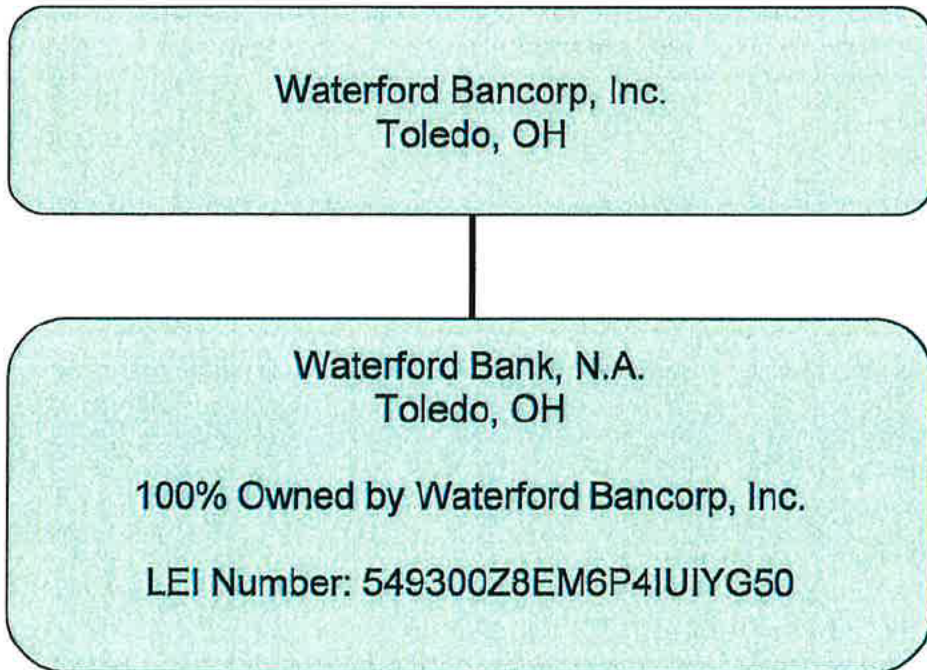 Waterford Bancorp, Inc.
Toledo, OH
Waterford Bank, N.A.
Toledo, OH
100% Owned by Waterford Bancorp, Inc.
LEI Number: 549300Z8EM6P4IUIYG50